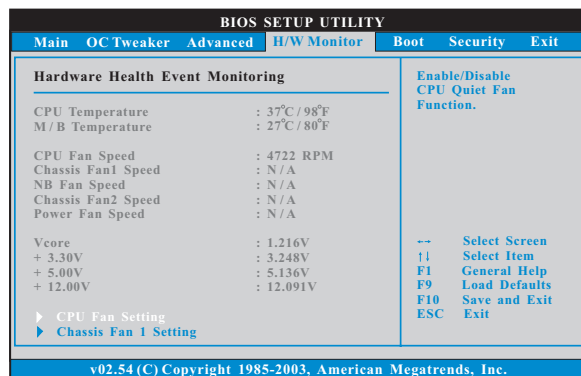 BIOS SETUP UTILITY
Main OC Tweaker Advanced H/W Monitor Boot Security Exit
Hardware Health Event Monitoring
CPU Temperature : 37°C / 98°F
M / B Temperature : 27°C / 80°F
CPU Fan Speed : 4722 RPM
Chassis Fan1 Speed : N / A
NB Fan Speed : N / A
Chassis Fan2 Speed : N / A
Power Fan Speed : N / A
Vcore : 1.216V
+ 3.30V : 3.248V
+ 5.00V : 5.136V
+ 12.00V : 12.091V
CPU Fan Setting
Chassis Fan 1 Setting
Enable/Disable
CPU Quiet Fan
Function.
↔ Select Screen
↑↓ Select Item
F1 General Help
F9 Load Defaults
F10 Save and Exit
ESC Exit
v02.54 (C) Copyright 1985-2003, American Megatrends, Inc.